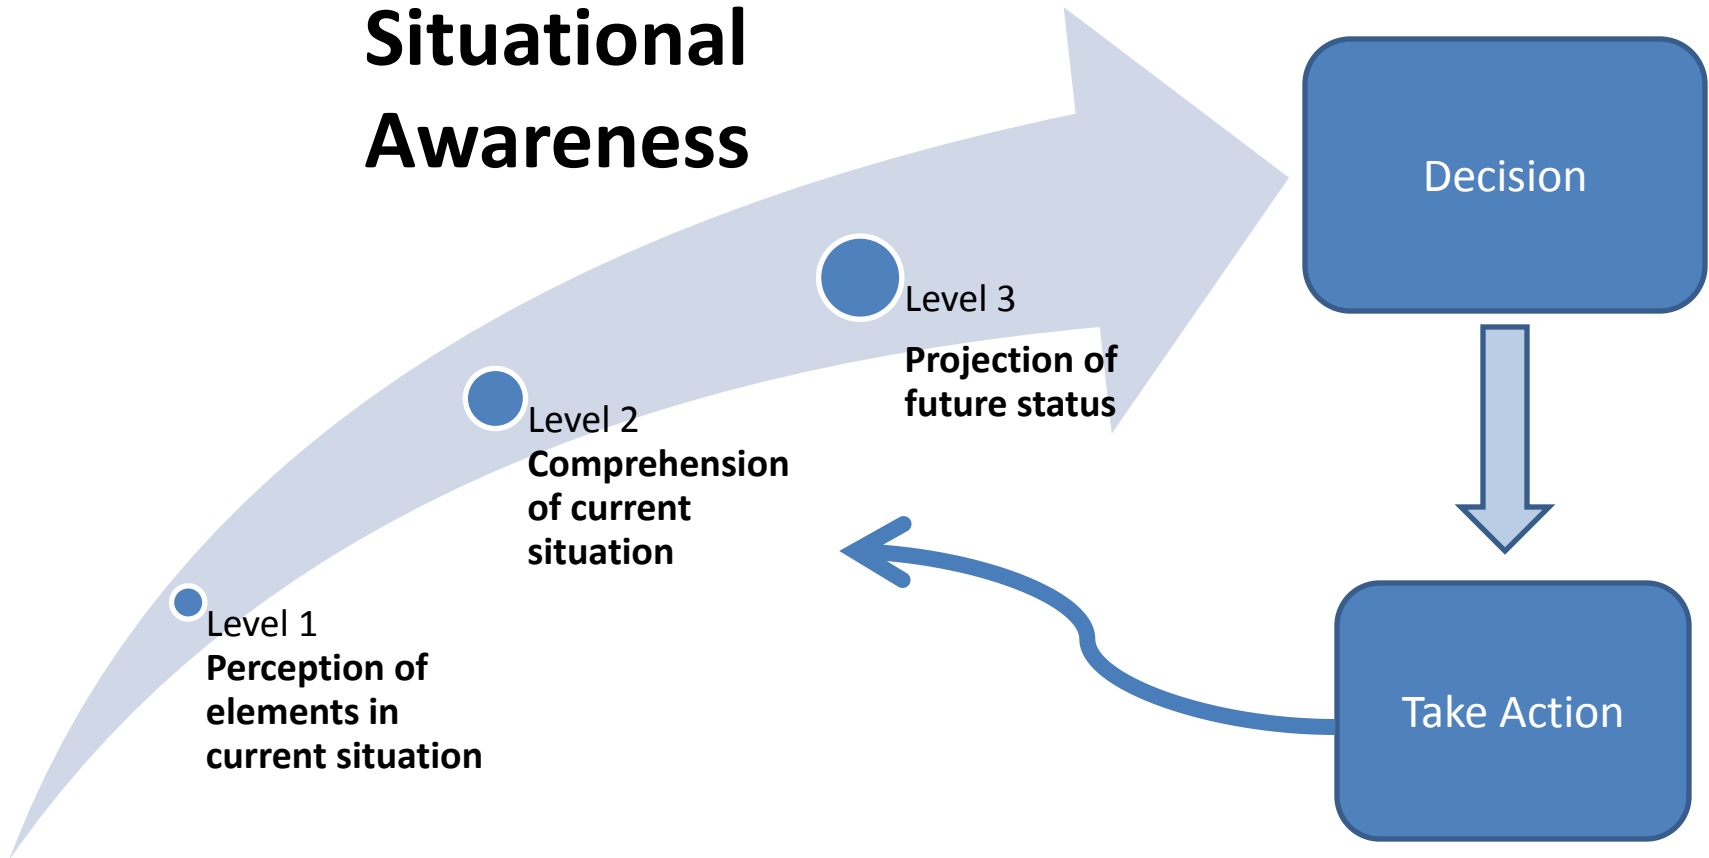 Situational
Awareness
Level 1
Perception of
elements in
current situation
Level 2
Comprehension
of current
situation
Level 3
Projection of
future status
Decision
Take Action